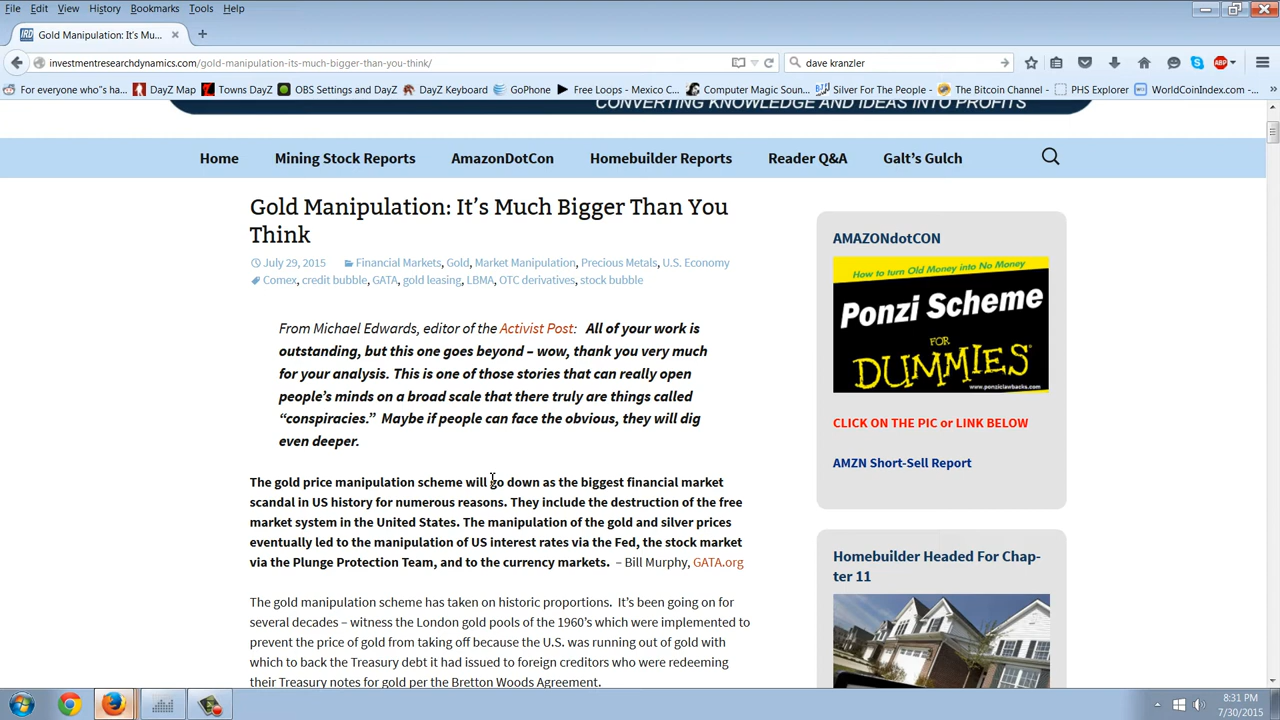 File Edit View History Bookmarks Tools Help
IRD Gold Manipulation: It's Mu...
investmentresearchdynamics.com/gold-manipulation-its-much-bigger-than-you-think/
dave kranzler
ABP
For everyone who"s ha...
DayZ Map
Town DayZ
OBS Settings and DayZ
DayZ Keyboard
GoPhone
Free Loops - Mexico C...
Computer Magic Soun...
Silver For The People -
The Bitcoin Channel -
PHS Explorer
WorldCoinIndex.com -...
CONVERTING KNOWLEDGE AND IDEAS INTO PROFITS
Home
Mining Stock Reports
AmazonDotCon
Homebuilder Reports
Reader Q&A
Galt's Gulch
Gold Manipulation: It's Much Bigger Than You
Think
July 29, 2015 Financial Markets, Gold, Market Manipulation, Precious Metals, U.S. Economy
Comex, credit bubble, GATA, gold leasing, LBMA, OTC derivatives, stock bubble
From Michael Edwards, editor of the Activist Post: All of your work is
outstanding, but this one goes beyond – wow, thank you very much
for your analysis. This is one of those stories that can really open
people's minds on a broad scale that there truly are things called
“conspiracies.” Maybe if people can face the obvious, they will dig
even deeper.
The gold price manipulation scheme will go down as the biggest financial market
scandal in US history for numerous reasons. They include the destruction of the free
market system in the United States. The manipulation of the gold and silver prices
eventually led to the manipulation of US interest rates via the Fed, the stock market
via the Plunge Protection Team, and to the currency markets. – Bill Murphy, GATA.org
The gold manipulation scheme has taken on historic proportions. It's been going on for
several decades – witness the London gold pools of the 1960's which were implemented to
prevent the price of gold from taking off because the U.S. was running out of gold with
which to back the Treasury debt it had issued to foreign creditors who were redeeming
their Treasury notes for gold per the Bretton Woods Agreement.
AMAZONdotCON
How to turn Old Money into No Money
Ponzi Scheme
FOR
DUMMIES
www.ponziclawbacks.com
CLICK ON THE PIC or LINK BELOW
AMZN Short-Sell Report
Homebuilder Headed For Chap-
ter 11
8:31 PM
7/30/2015